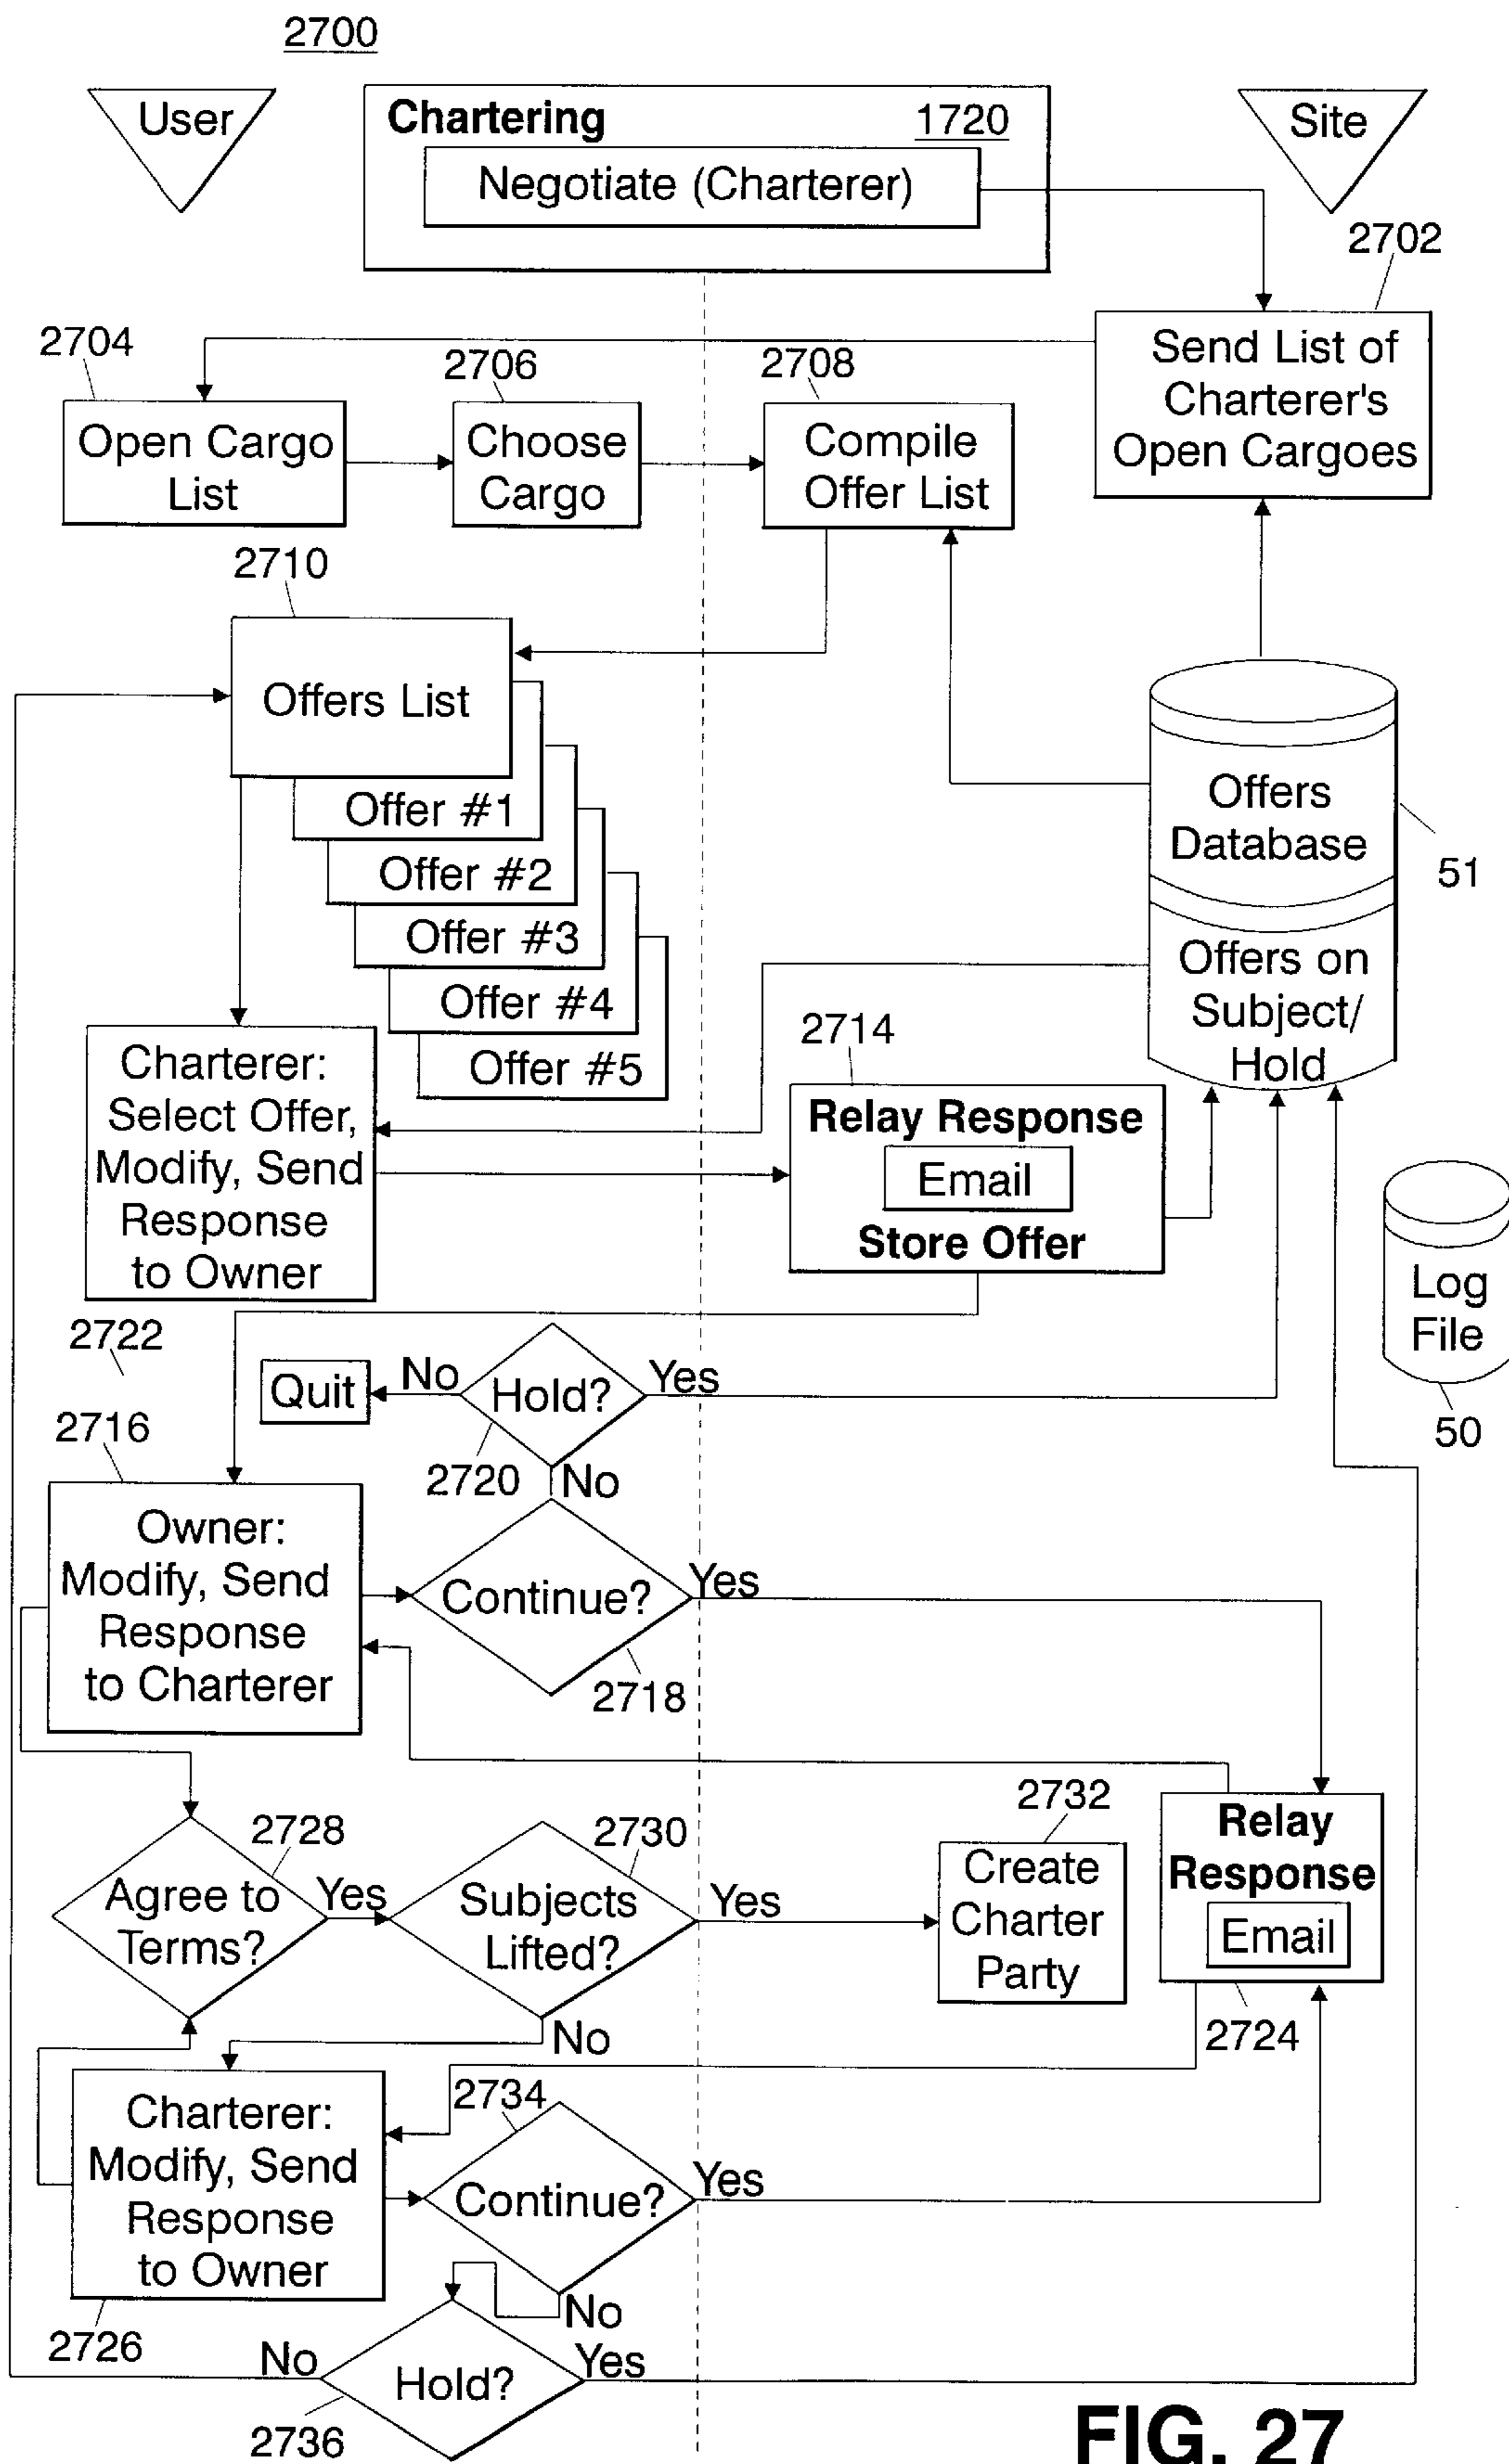 2700
User
Chartering 1720
Negotiate (Charterer)
Site
2702
Send List of
Charterer's
Open Cargoes
2704
Open Cargo
List
2706
Choose
Cargo
2708
Compile
Offer List
2710
Offers List
Offer #1
Offer #2
Offer #3
Offer #4
Offer #5
Offers
Database
51
Offers on
Subject/
Hold
Charterer:
Select Offer,
Modify, Send
Response
to Owner
2714
Relay Response
Email
Store Offer
Log
File
50
2722
Quit
No
Hold?
Yes
2720
No
2716
Owner:
Modify, Send
Response
to Charterer
Continue?
Yes
2718
2728
Agree to
Terms?
Yes
2730
Subjects
Lifted?
Yes
No
2732
Create
Charter
Party
Relay
Response
Email
2724
Charterer:
Modify, Send
Response
to Owner
2726
2734
Continue?
Yes
No
No
Hold?
Yes
2736
FIG. 27